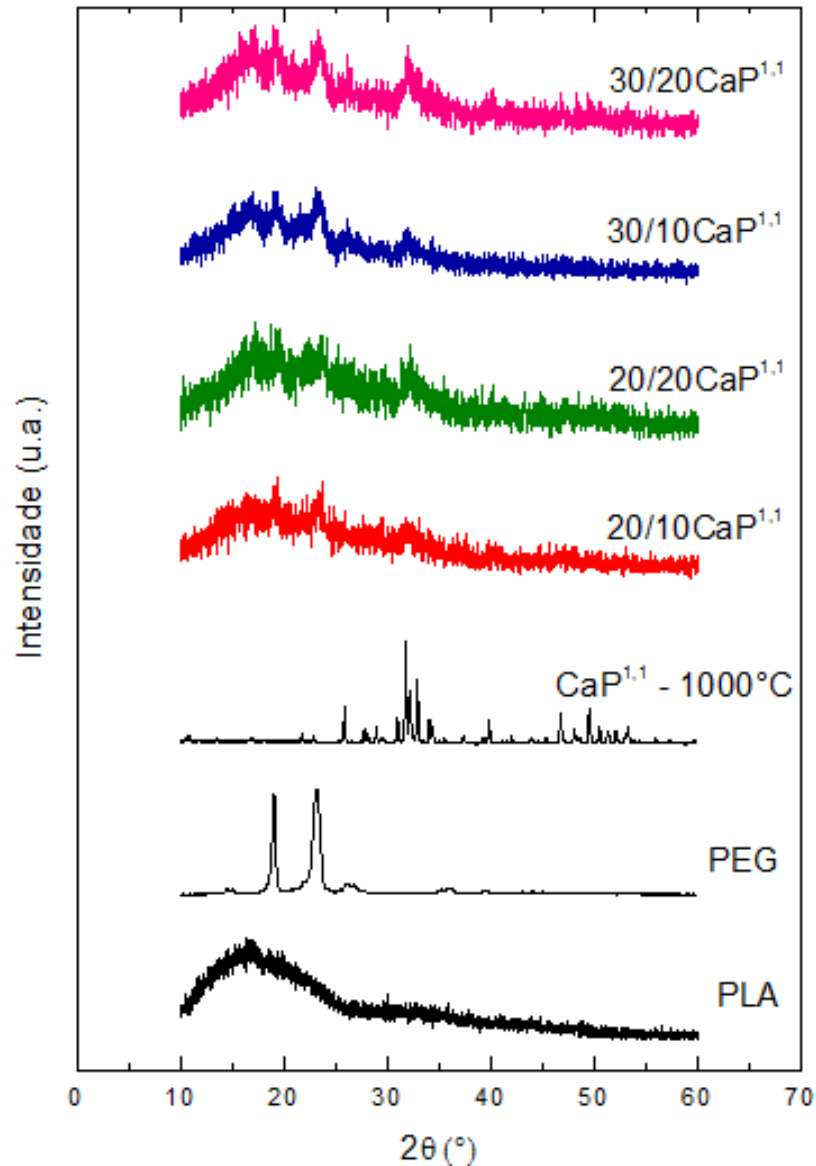 30/20CaP¹·¹
30/10CaP¹·¹
20/20CaP¹·¹
20/10CaP¹·¹
CaP¹·¹ - 1000°C
PEG
PLA
Intensidade (u.a.)
0 10 20 30 40 50 60 70
2θ (°)